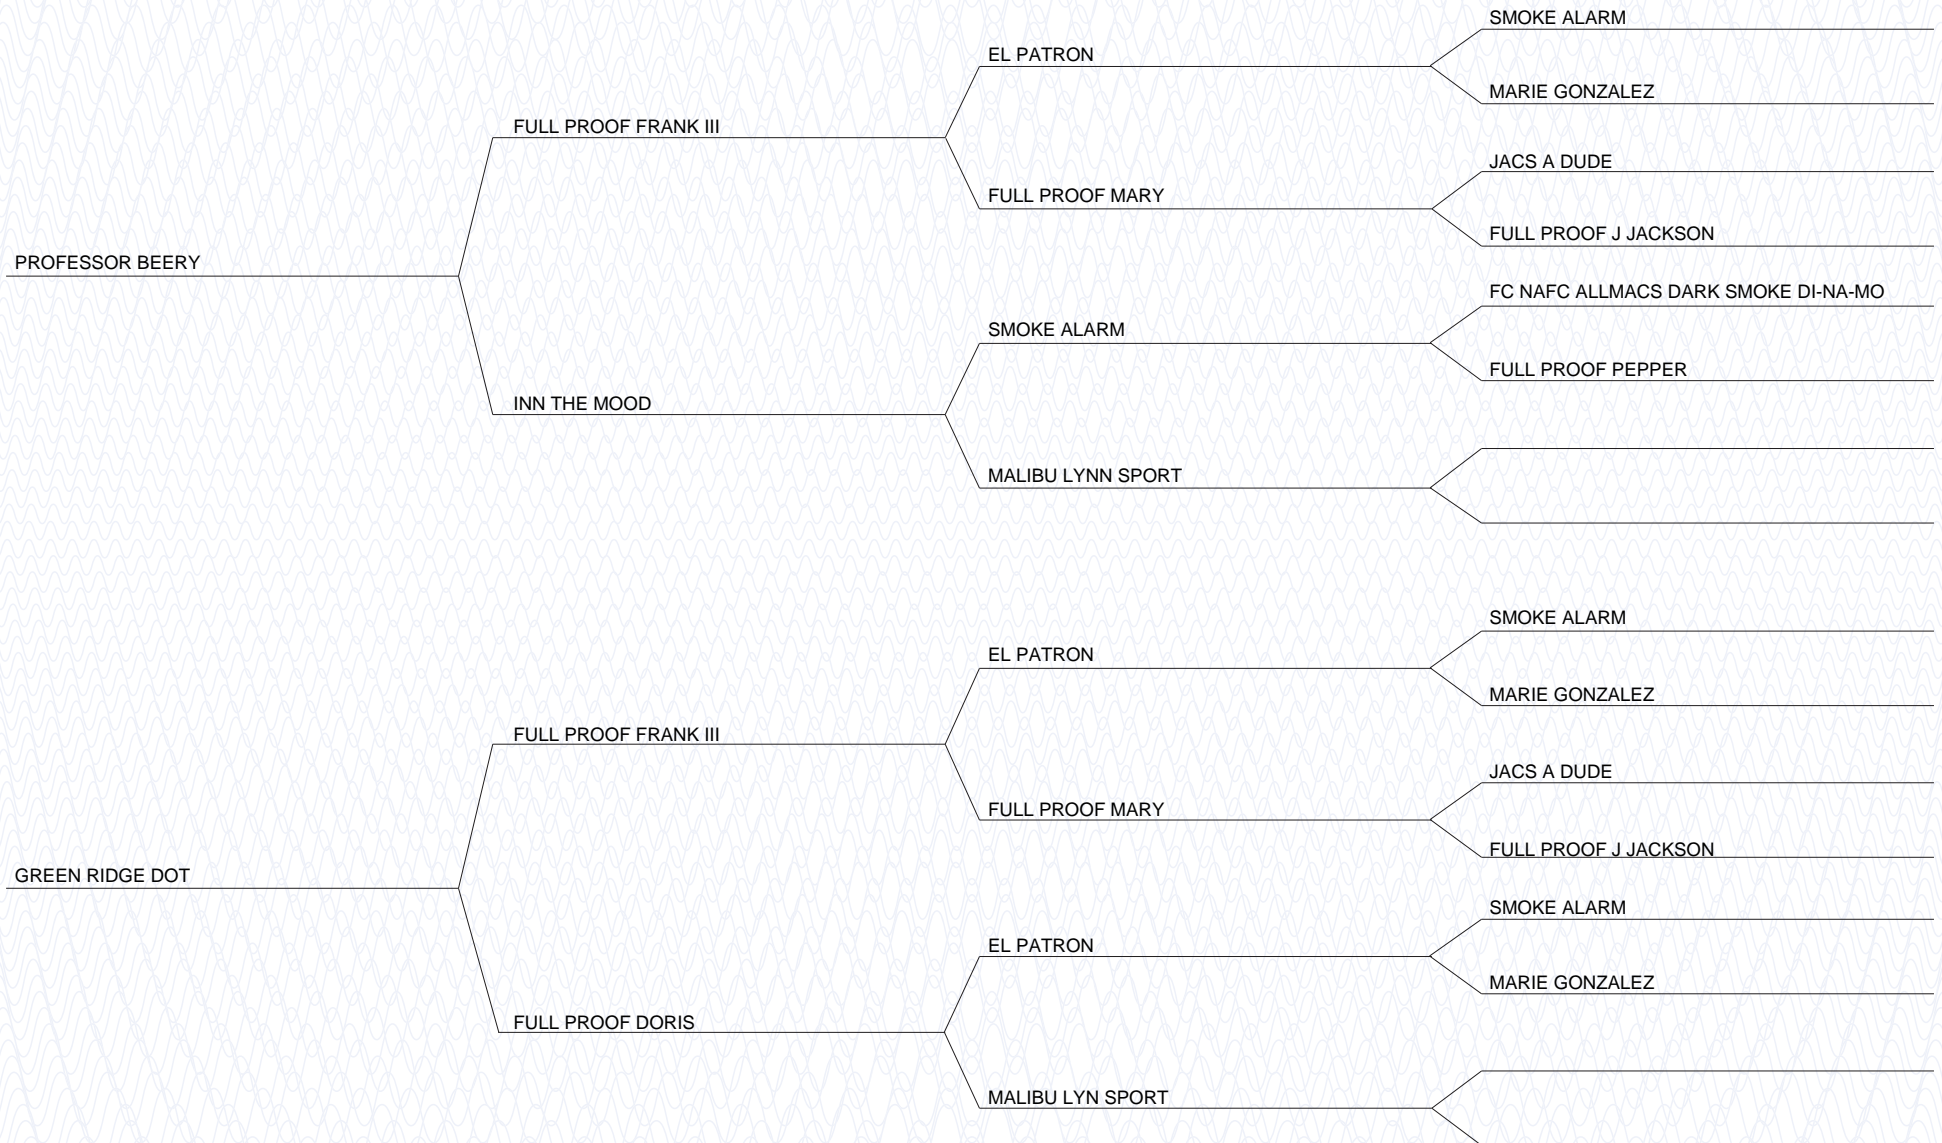 SMOKE ALARM
EL PATRON
MARIE GONZALEZ
FULL PROOF FRANK III
JACS A DUDE
FULL PROOF MARY
FULL PROOF J JACKSON
PROFESSOR BEERY
FC NAFC ALLMACS DARK SMOKE DI-NA-MO
SMOKE ALARM
FULL PROOF PEPPER
INN THE MOOD
MALIBU LYNN SPORT
SMOKE ALARM
EL PATRON
MARIE GONZALEZ
FULL PROOF FRANK III
JACS A DUDE
FULL PROOF MARY
FULL PROOF J JACKSON
GREEN RIDGE DOT
SMOKE ALARM
EL PATRON
MARIE GONZALEZ
FULL PROOF DORIS
MALIBU LYN SPORT